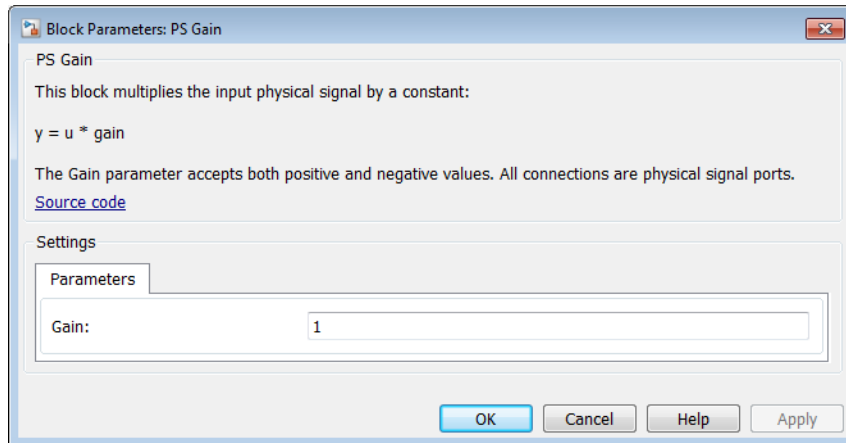 Block Parameters: PS Gain
PS Gain
This block multiplies the input physical signal by a constant:
y = u * gain
The Gain parameter accepts both positive and negative values. All connections are physical signal ports.
Source code
Settings
Parameters
Gain: 1
OK Cancel Help Apply